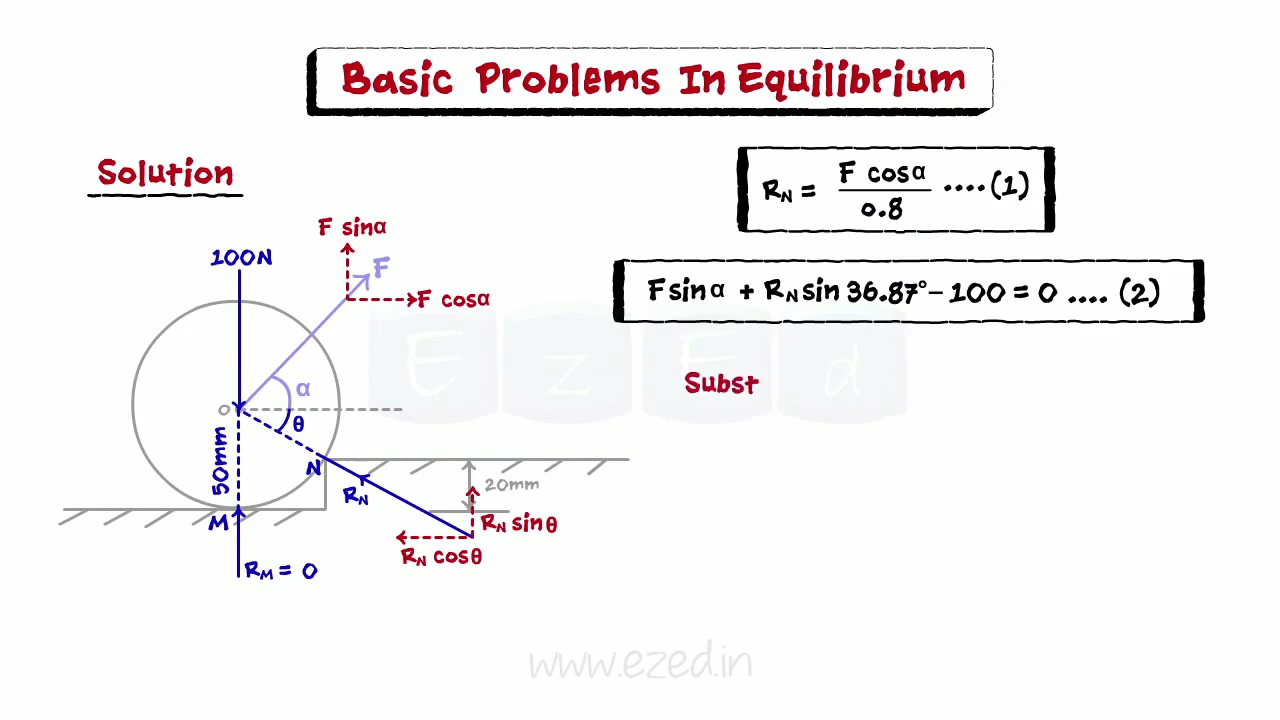 Basic Problems In Equilibrium
Solution
R_N = F cosα / 0.8 .... (1)
F sinα + R_N sin 36.87° – 100 = 0 .... (2)
Subst
F sinα
100N
F
F cosα
α
O
θ
50mm
N
R_N
20mm
M
R_N sinθ
R_N cosθ
R_M = 0
EzEd
www.ezed.in